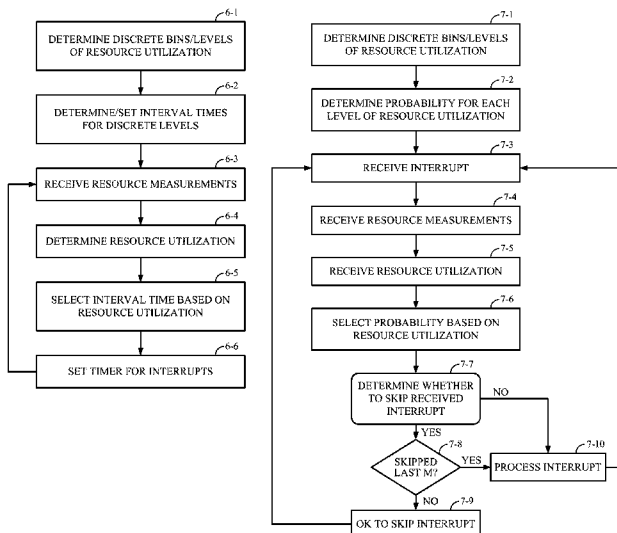 6-1
DETERMINE DISCRETE BINS/LEVELS
OF RESOURCE UTILIZATION
6-2
DETERMINE/SET INTERVAL TIMES
FOR DISCRETE LEVELS
6-3
RECEIVE RESOURCE MEASUREMENTS
6-4
DETERMINE RESOURCE UTILIZATION
6-5
SELECT INTERVAL TIME BASED ON
RESOURCE UTILIZATION
6-6
SET TIMER FOR INTERRUPTS
7-1
DETERMINE DISCRETE BINS/LEVELS
OF RESOURCE UTILIZATION
7-2
DETERMINE PROBABILITY FOR EACH
LEVEL OF RESOURCE UTILIZATION
7-3
RECEIVE INTERRUPT
7-4
RECEIVE RESOURCE MEASUREMENTS
7-5
RECEIVE RESOURCE UTILIZATION
7-6
SELECT PROBABILITY BASED ON
RESOURCE UTILIZATION
7-7
DETERMINE WHETHER
TO SKIP RECEIVED
INTERRUPT
NO
YES
7-8
SKIPPED
LAST M?
YES
7-10
PROCESS INTERRUPT
NO
7-9
OK TO SKIP INTERRUPT